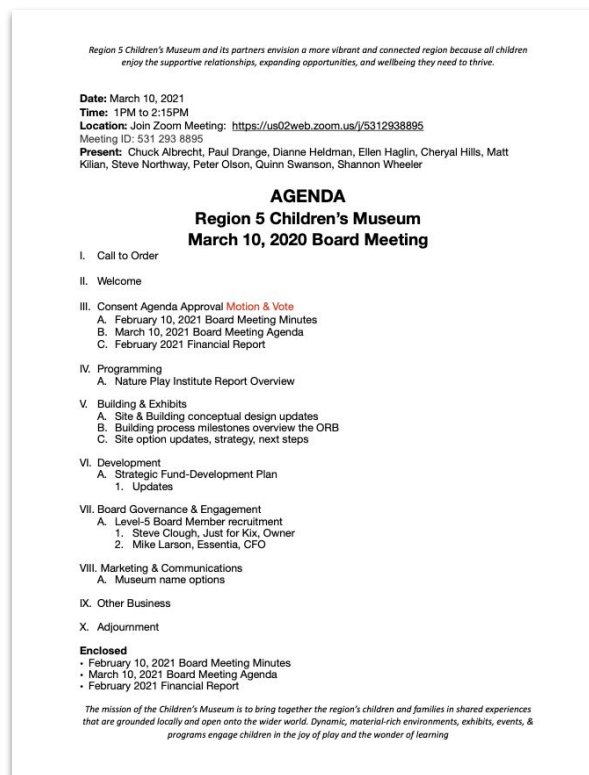 Region 5 Children's Museum and its partners envision a more vibrant and connected region because all children
enjoy the supportive relationships, expanding opportunities, and wellbeing they need to thrive.
Date: March 10, 2021
Time: 1PM to 2:15PM
Location: Join Zoom Meeting: https://us02web.zoom.us/j/5312938895
Meeting ID: 531 293 8895
Present: Chuck Albrecht, Paul Drange, Dianne Heldman, Ellen Haglin, Cheryal Hills, Matt
Kilian, Steve Northway, Peter Olson, Quinn Swanson, Shannon Wheeler
AGENDA
Region 5 Children's Museum
March 10, 2020 Board Meeting
I. Call to Order
II. Welcome
III. Consent Agenda Approval Motion & Vote
A. February 10, 2021 Board Meeting Minutes
B. March 10, 2021 Board Meeting Agenda
C. February 2021 Financial Report
IV. Programming
A. Nature Play Institute Report Overview
V. Building & Exhibits
A. Site & Building conceptual design updates
B. Building process milestones overview the ORB
C. Site option updates, strategy, next steps
VI. Development
A. Strategic Fund-Development Plan
1. Updates
VII. Board Governance & Engagement
A. Level-5 Board Member recruitment
1. Steve Clough, Just for Kix, Owner
2. Mike Larson, Essentia, CFO
VIII. Marketing & Communications
A. Museum name options
IX. Other Business
X. Adjournment
Enclosed
• February 10, 2021 Board Meeting Minutes
• March 10, 2021 Board Meeting Agenda
• February 2021 Financial Report
The mission of the Children's Museum is to bring together the region's children and families in shared experiences
that are grounded locally and open onto the wider world. Dynamic, material-rich environments, exhibits, events, &
programs engage children in the joy of play and the wonder of learning